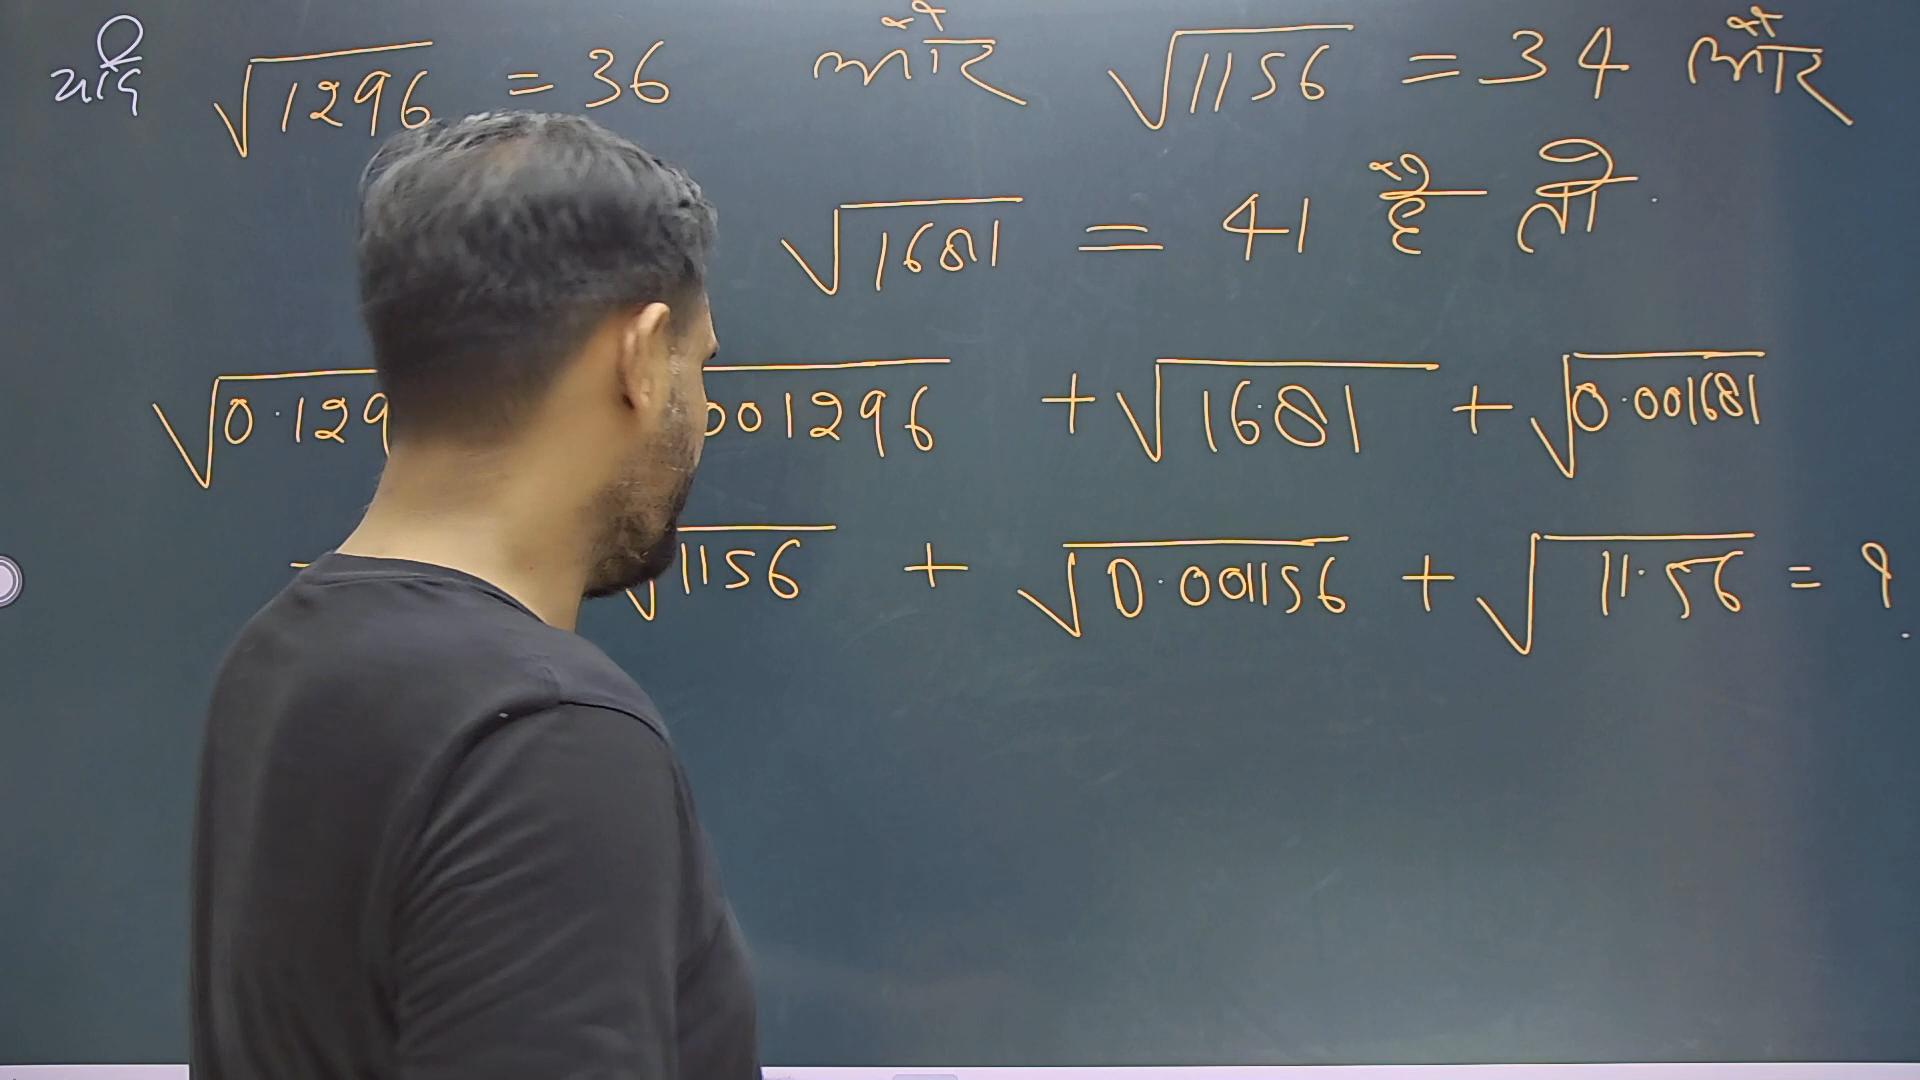 यदि √1296 = 36 और √1156 = 34 और
√1681 = 41 है तो
√0.129 001296 + √16.81 + √0.001681
√1156 + √0.001156 + √11.56 = ?